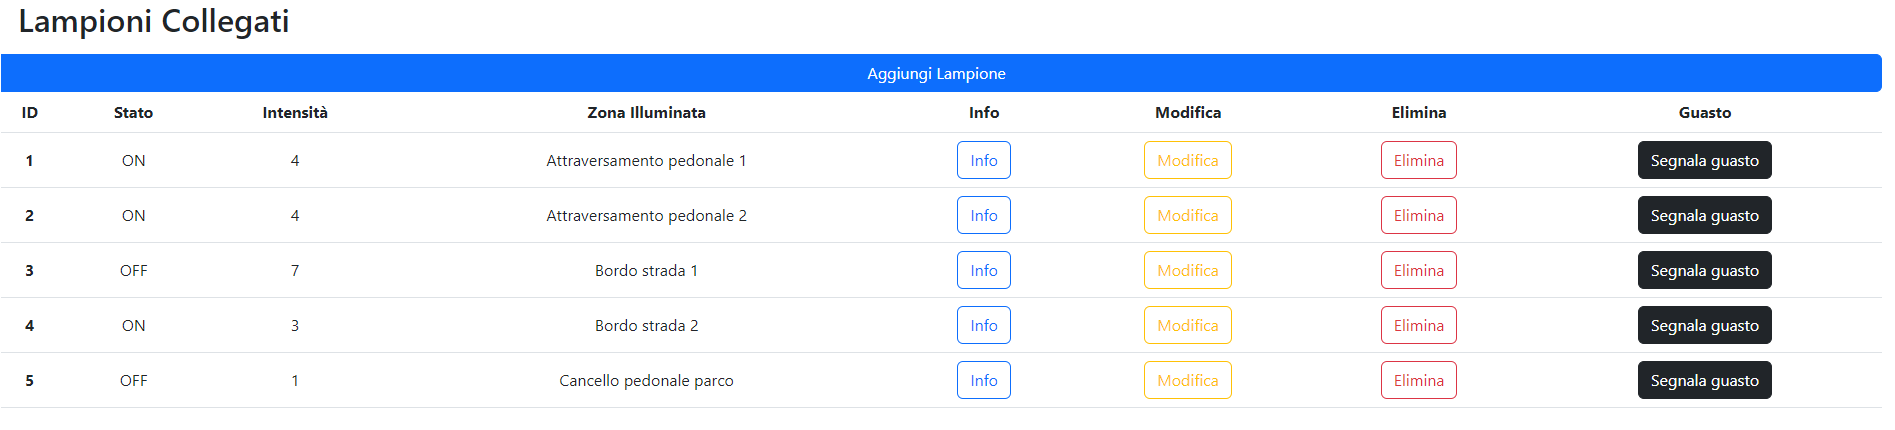 Lampioni Collegati
Aggiungi Lampione
ID Stato Intensità Zona Illuminata Info Modifica Elimina Guasto
1 ON 4 Attraversamento pedonale 1 Info Modifica Elimina Segnala guasto
2 ON 4 Attraversamento pedonale 2 Info Modifica Elimina Segnala guasto
3 OFF 7 Bordo strada 1 Info Modifica Elimina Segnala guasto
4 ON 3 Bordo strada 2 Info Modifica Elimina Segnala guasto
5 OFF 1 Cancello pedonale parco Info Modifica Elimina Segnala guasto